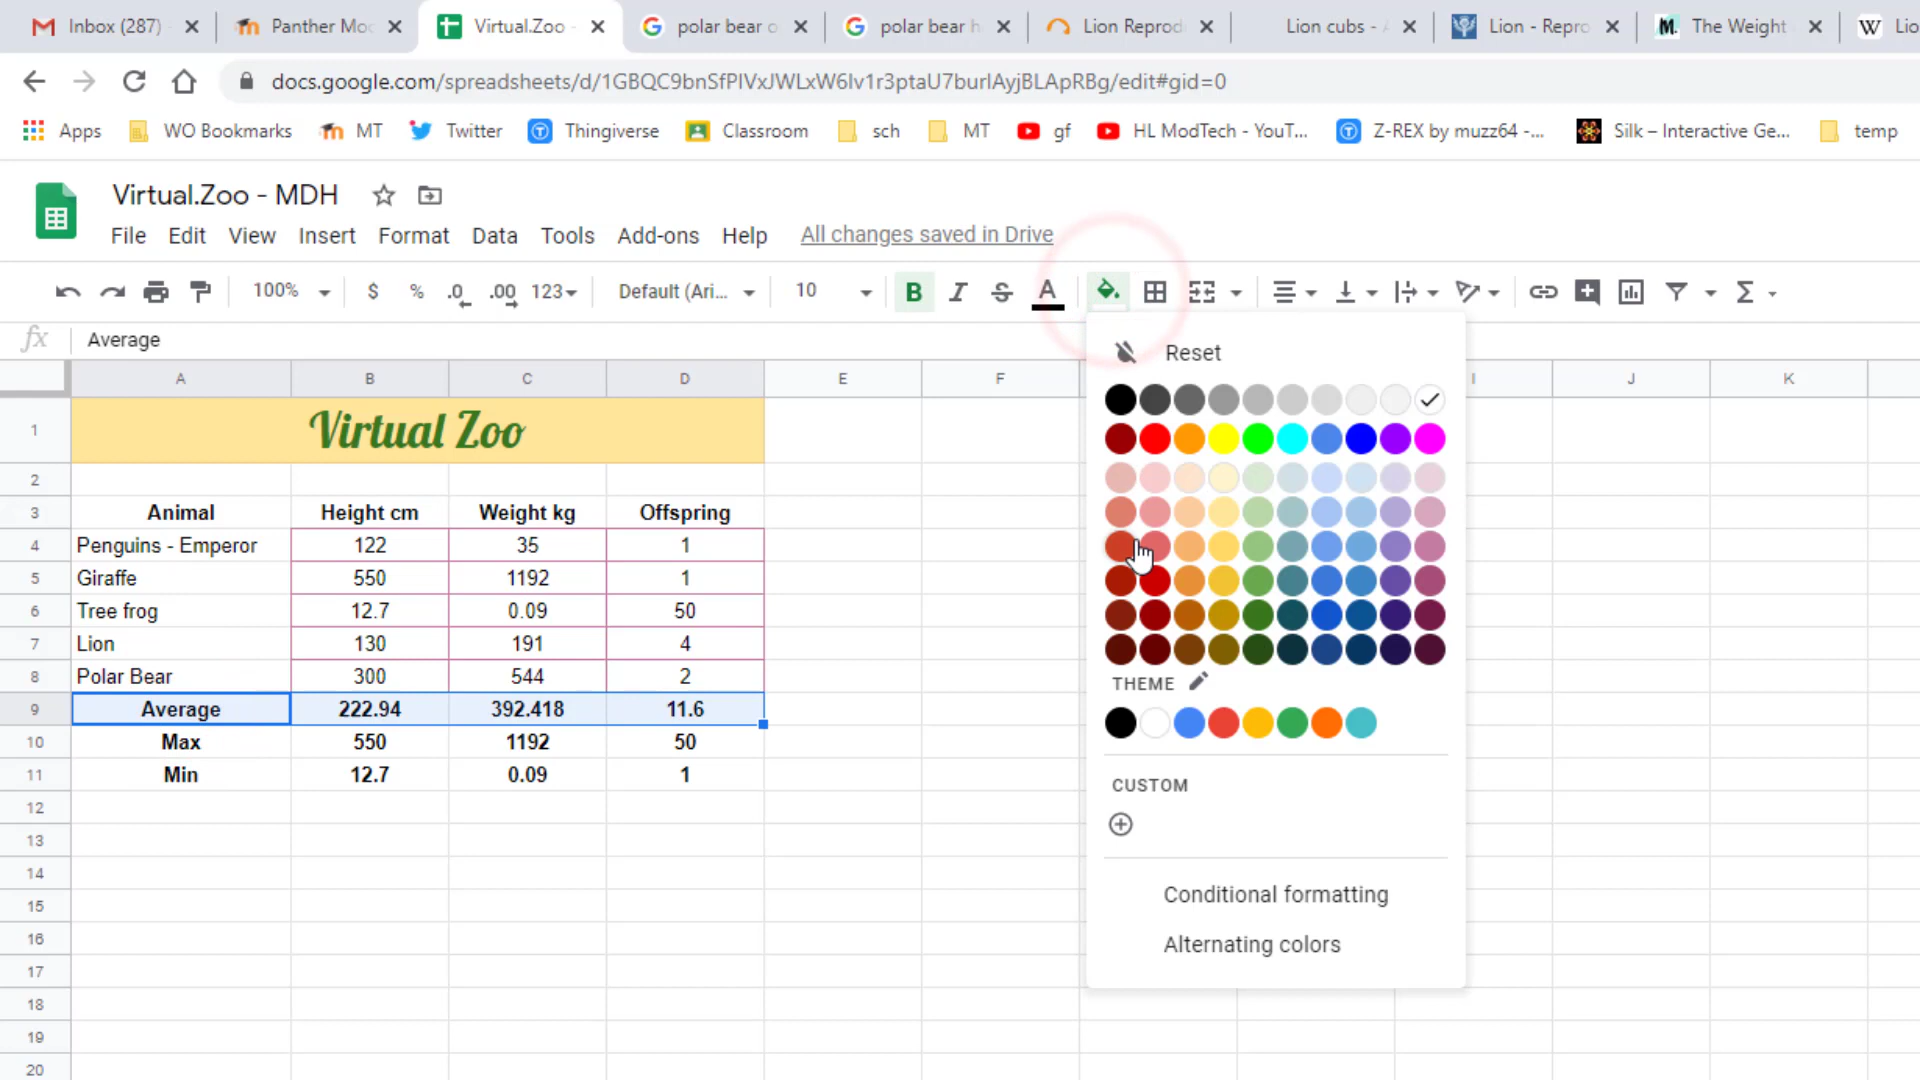 Inbox (287)
Panther Moo
Virtual.Zoo -
polar bear o
polar bear h
Lion Reprod
Lion cubs -
Lion - Repro
M. The Weight
W Lio
docs.google.com/spreadsheets/d/1GBQC9bnSfPIVxJWLxW6Iv1r3ptaU7burlAyjBLApRBg/edit#gid=0
Apps WO Bookmarks MT Twitter Thingiverse Classroom sch MT gf HL ModTech - YouT... Z-REX by muzz64 -... Silk – Interactive Ge... temp
Virtual.Zoo - MDH
File Edit View Insert Format Data Tools Add-ons Help All changes saved in Drive
100% $ % .0 .00 123 Default (Ari... 10 B I S A Σ
fx Average
A B C D E F I J K
1 Virtual Zoo
2
3 Animal Height cm Weight kg Offspring
4 Penguins - Emperor 122 35 1
5 Giraffe 550 1192 1
6 Tree frog 12.7 0.09 50
7 Lion 130 191 4
8 Polar Bear 300 544 2
9 Average 222.94 392.418 11.6
10 Max 550 1192 50
11 Min 12.7 0.09 1
12
13
14
15
16
17
18
19
20
Reset
THEME
CUSTOM
Conditional formatting
Alternating colors